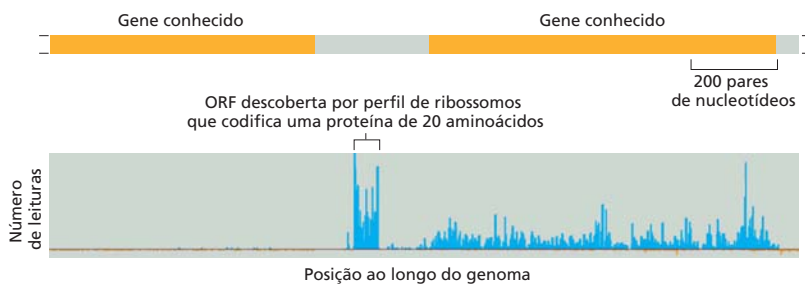 Gene conhecido
Gene conhecido
200 pares
de nucleotídeos
ORF descoberta por perfil de ribossomos
que codifica uma proteína de 20 aminoácidos
Número
de leituras
Posição ao longo do genoma